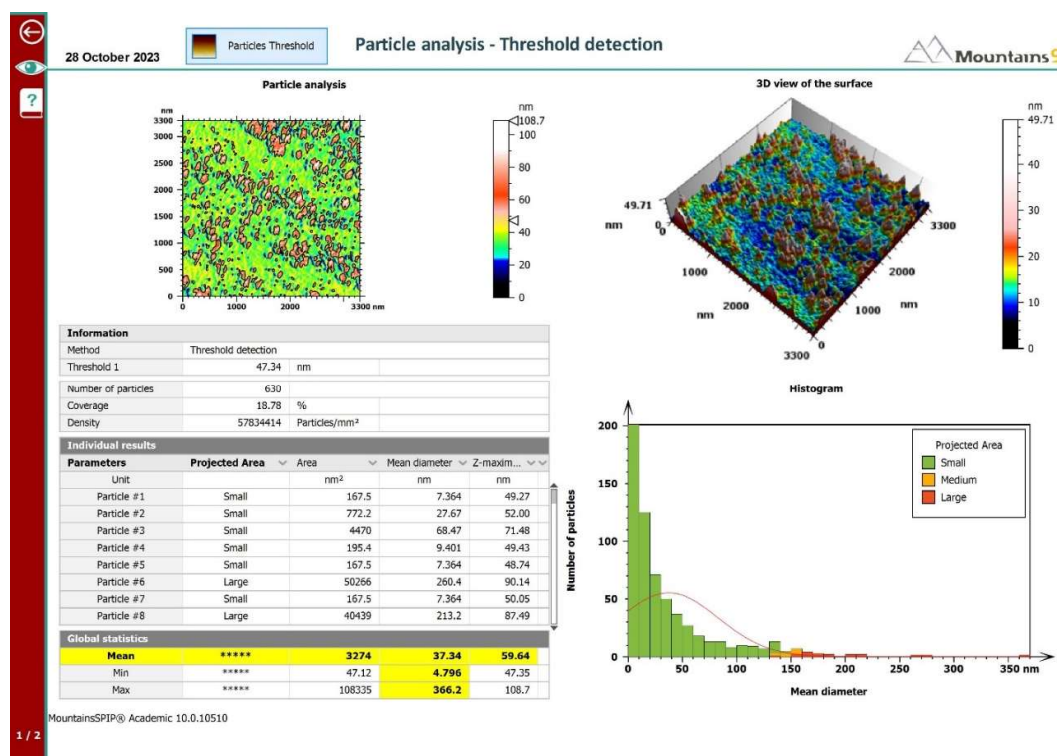 28 October 2023
Particles Threshold
Particle analysis - Threshold detection
Mountains9
?
Particle analysis
nm
3300
3000
2500
2000
1500
1000
500
0
0 1000 2000 3300 nm
nm
108.7
100
80
60
40
20
0
3D view of the surface
49.71
nm
0
0
1000
2000
nm
3300
0
1000
nm
2000
3300
nm
49.71
40
30
20
10
0
Information
Method Threshold detection
Threshold 1 47.34 nm
Number of particles 630
Coverage 18.78 %
Density 57834414 Particles/mm²
Individual results
Parameters Projected Area Area Mean diameter Z-maxim...
Unit nm² nm nm
Particle #1 Small 167.5 7.364 49.27
Particle #2 Small 772.2 27.67 52.00
Particle #3 Small 4470 68.47 71.48
Particle #4 Small 195.4 9.401 49.43
Particle #5 Small 167.5 7.364 48.74
Particle #6 Large 50266 260.4 90.14
Particle #7 Small 167.5 7.364 50.05
Particle #8 Large 40439 213.2 87.49
Global statistics
Mean ***** 3274 37.34 59.64
Min ***** 47.12 4.796 47.35
Max ***** 108335 366.2 108.7
Histogram
Number of particles
200
150
100
50
0
0 50 100 150 200 250 300 350 nm
Mean diameter
Projected Area
Small
Medium
Large
MountainsSPIP® Academic 10.0.10510
1 / 2